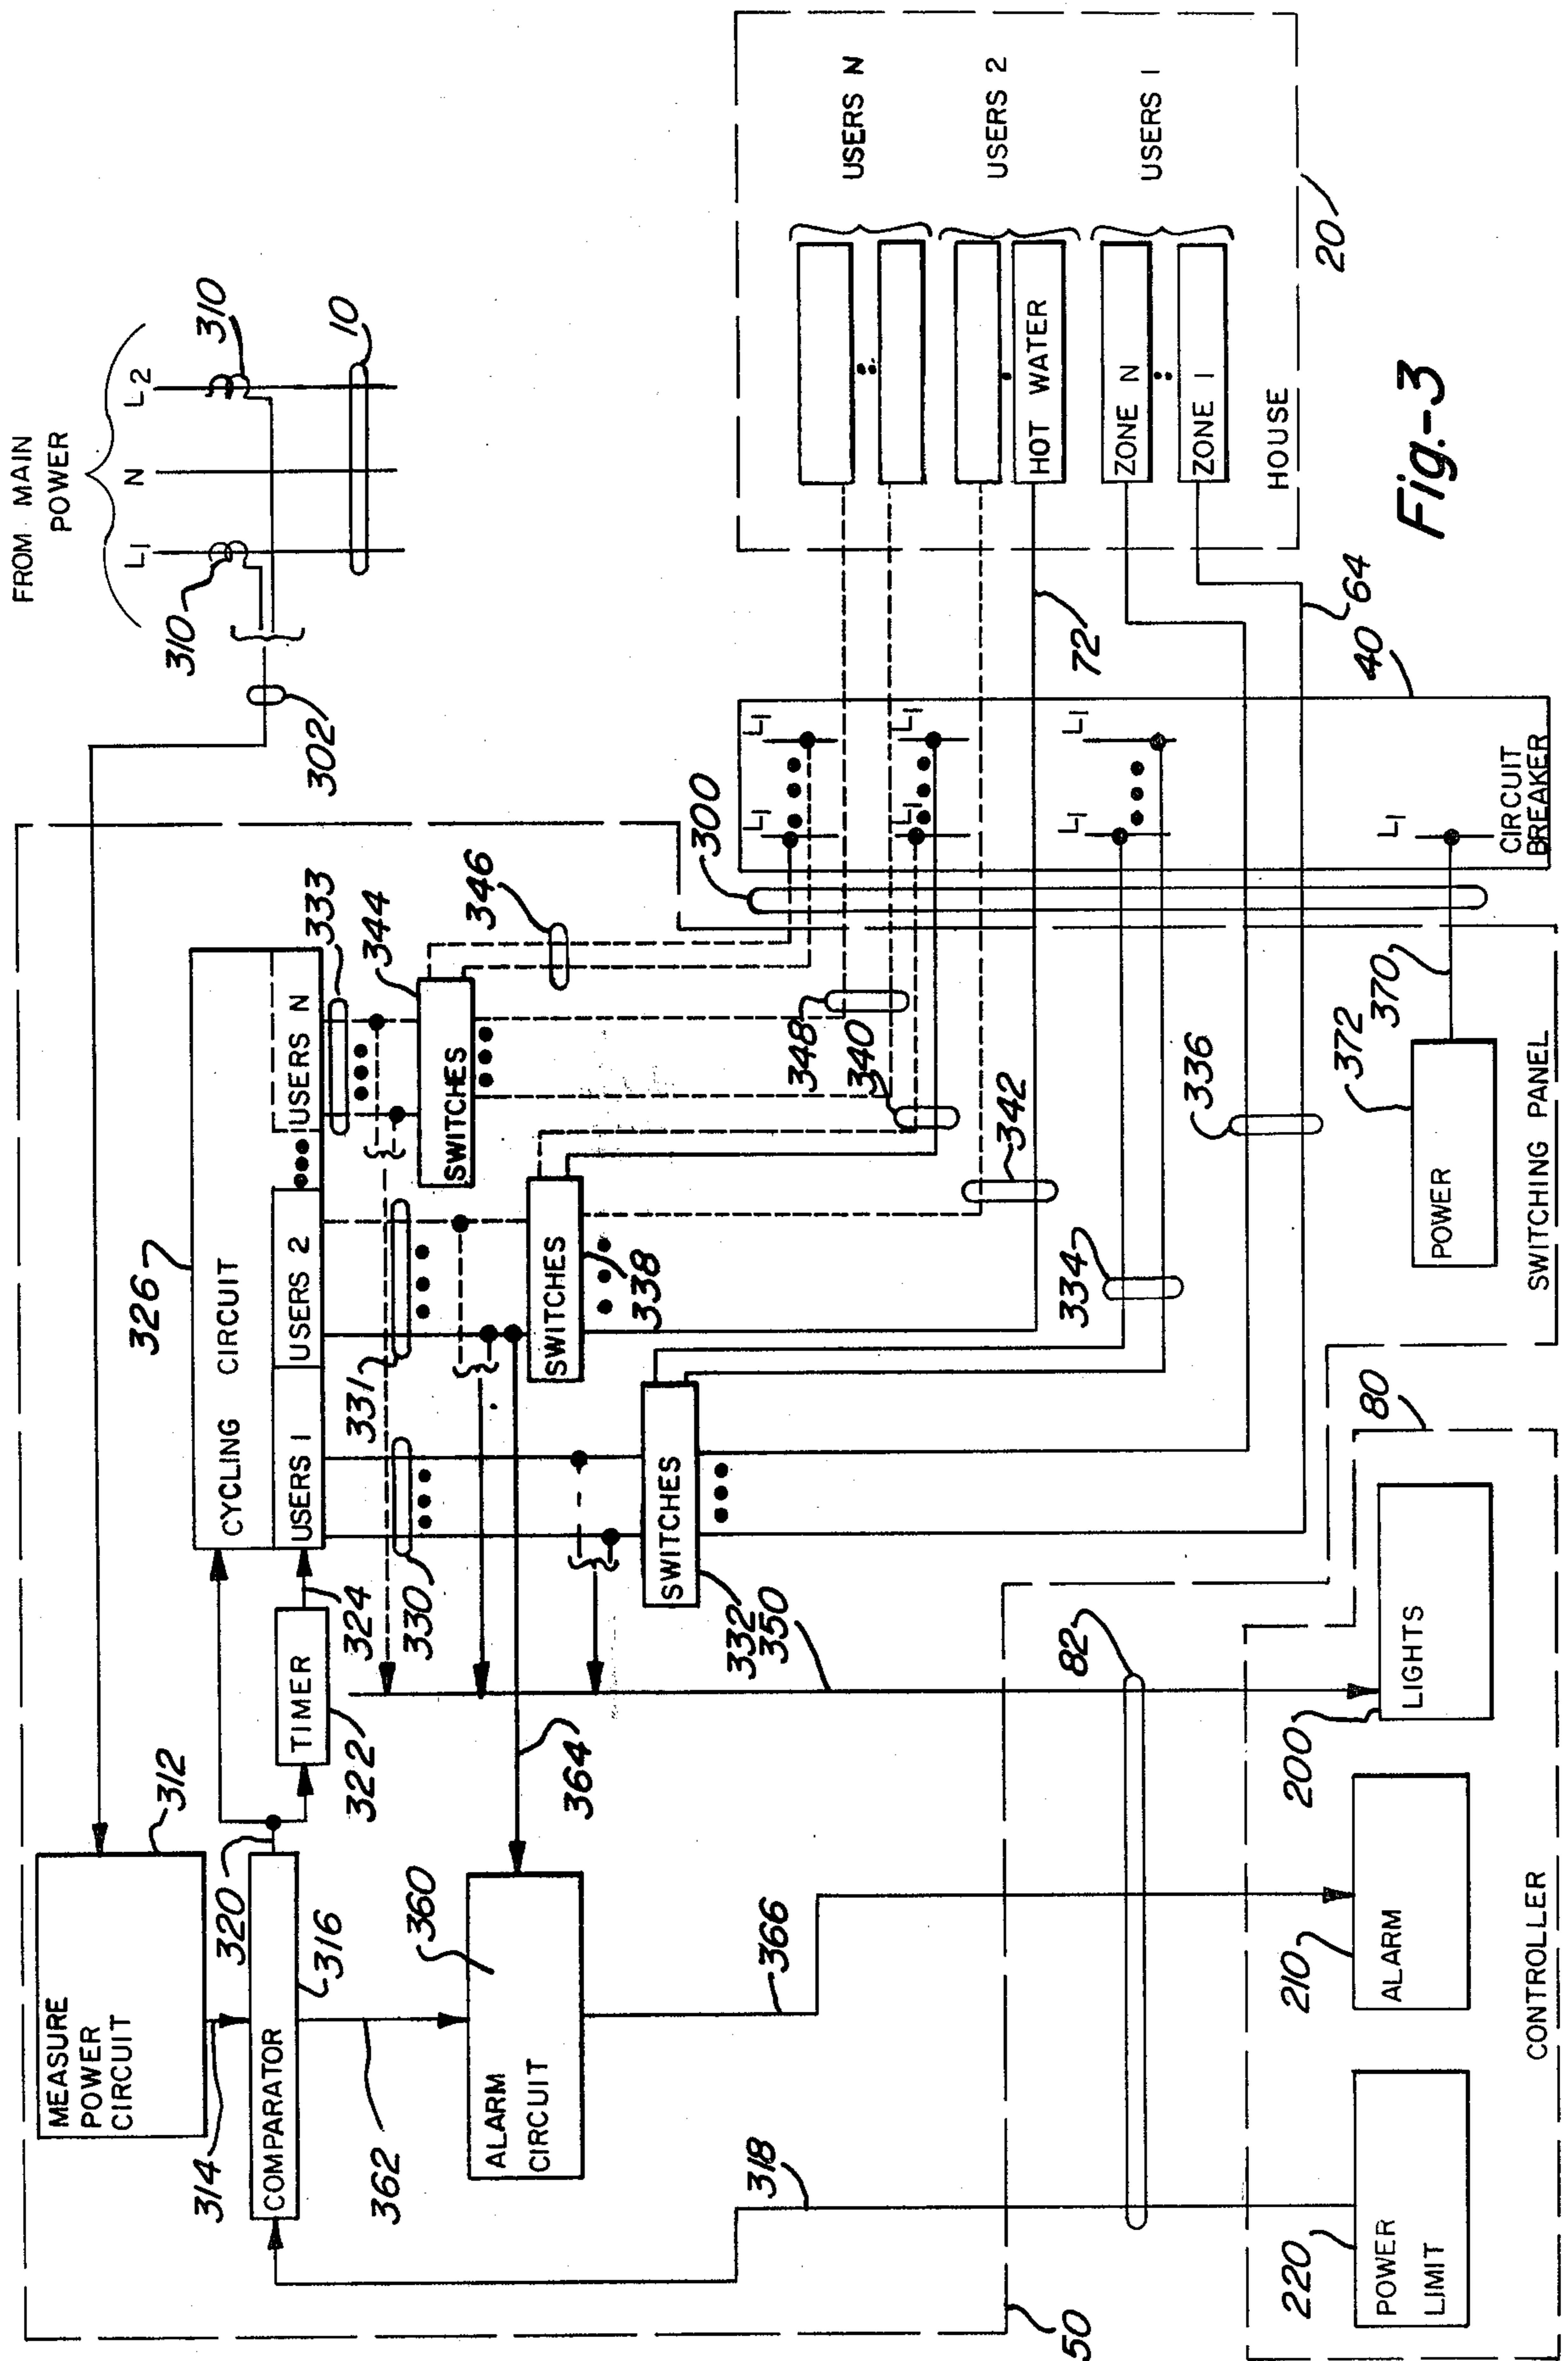 FROM MAIN
POWER
L1
N
L2
310
310
10
302
MEASURE
POWER
CIRCUIT
312
314
320
COMPARATOR
316
TIMER
322
324
326
CYCLING CIRCUIT
USERS 1
USERS 2
USERS N
330
331
333
SWITCHES
332
350
SWITCHES
338
SWITCHES
344
346
348
340
342
334
336
362
ALARM
CIRCUIT
360
364
366
318
82
50
POWER
372
370
SWITCHING PANEL
300
L1
L1
L1
L1
L1
L1
L1
CIRCUIT
BREAKER
40
72
64
HOT WATER
ZONE N
ZONE 1
USERS N
USERS 2
USERS 1
HOUSE
20
POWER
LIMIT
220
ALARM
210
LIGHTS
200
80
CONTROLLER
Fig.-3